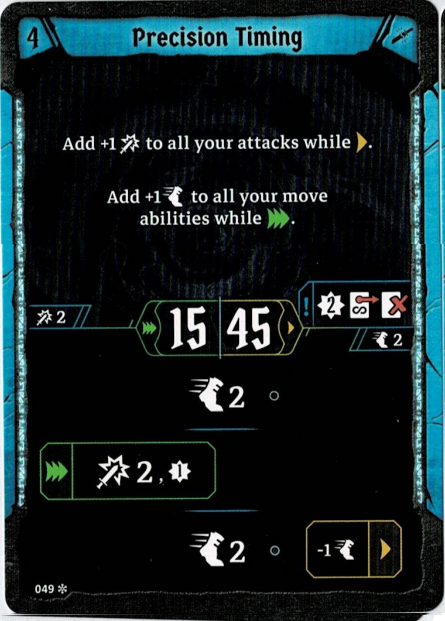 4 Precision Timing
Add +1 to all your attacks while .
Add +1 to all your move
abilities while .
2 15 45 ! 2
2
2
2 , 1
2 -1
049